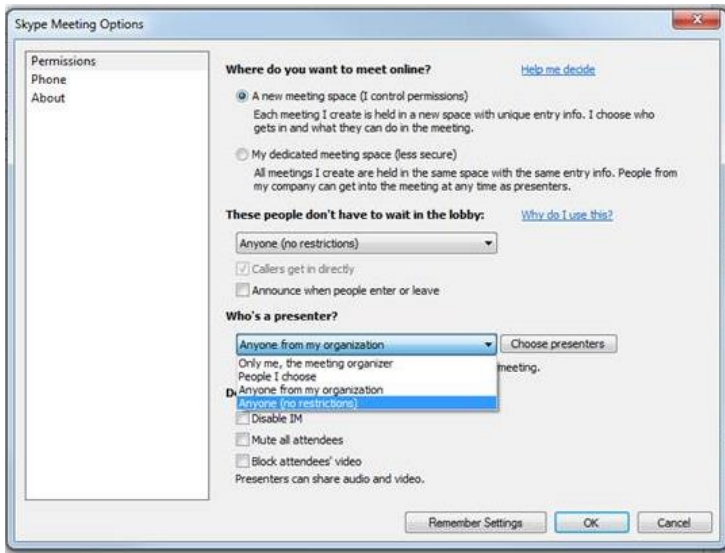 Skype Meeting Options
Permissions
Phone
About
Where do you want to meet online?
Help me decide
A new meeting space (I control permissions)
Each meeting I create is held in a new space with unique entry info. I choose who
gets in and what they can do in the meeting.
My dedicated meeting space (less secure)
All meetings I create are held in the same space with the same entry info. People from
my company can get into the meeting at any time as presenters.
These people don't have to wait in the lobby:
Why do I use this?
Anyone (no restrictions)
Callers get in directly
Announce when people enter or leave
Who's a presenter?
Anyone from my organization
Choose presenters
Only me, the meeting organizer
meeting.
People I choose
Anyone from my organization
Anyone (no restrictions)
Disable IM
Mute all attendees
Block attendees' video
Presenters can share audio and video.
Remember Settings
OK
Cancel